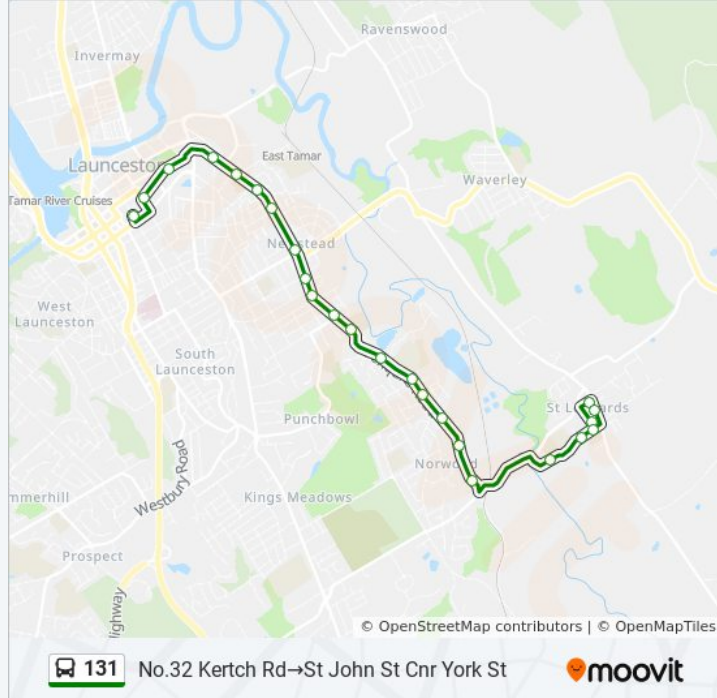 Ravenswood
Invermay
East Tamar
Launceston
Waverley
Tamar River Cruises
Newstead
West
Launceston
South
Launceston
St Leonards
Punchbowl
Norwood
Westbury Road
Kings Meadows
mmerhill
Prospect
Highway
© OpenStreetMap contributors | © OpenMapTiles
131 No.32 Kertch Rd→St John St Cnr York St moovit